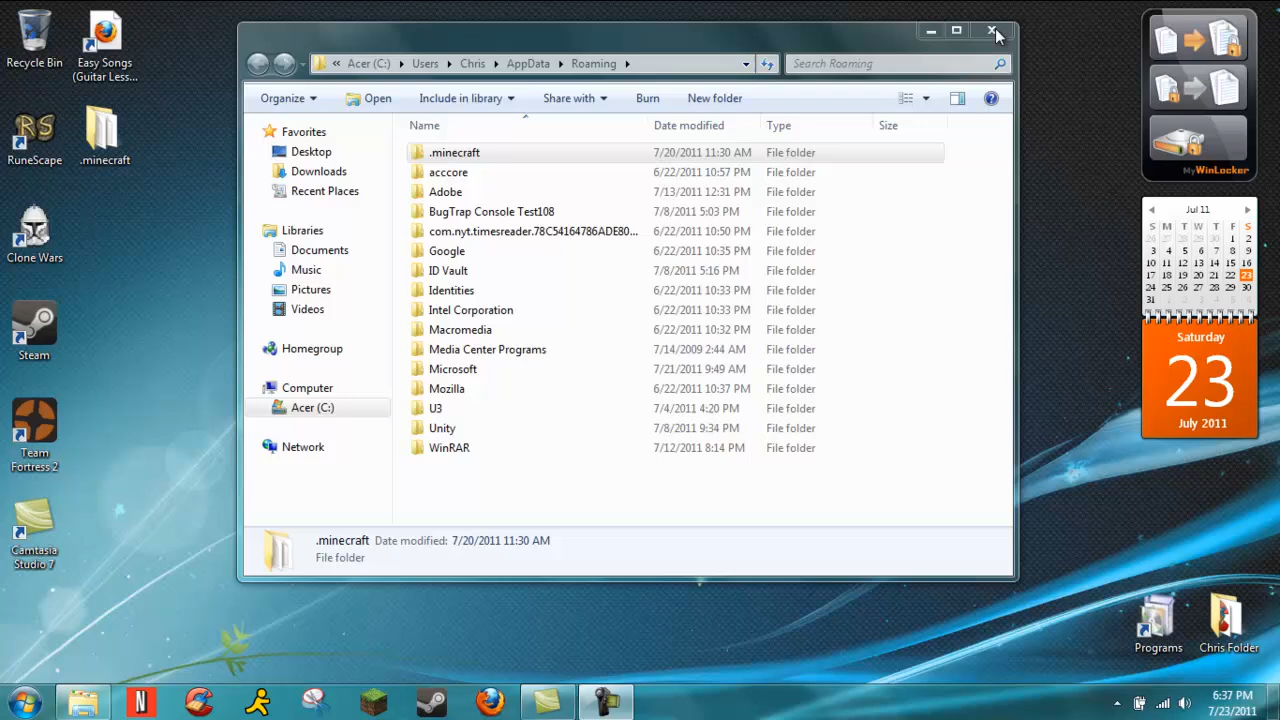 Recycle Bin
Easy Songs
(Guitar Less...
RS
RuneScape
.minecraft
Clone Wars
Steam
Team
Fortress 2
Camtasia
Studio 7
« Acer (C:) Users Chris AppData Roaming
Search Roaming
Organize Open Include in library Share with Burn New folder
Name Date modified Type Size
Favorites
Desktop
Downloads
Recent Places
Libraries
Documents
Music
Pictures
Videos
Homegroup
Computer
Acer (C:)
Network
.minecraft 7/20/2011 11:30 AM File folder
acccore 6/22/2011 10:57 PM File folder
Adobe 7/13/2011 12:31 PM File folder
BugTrap Console Test108 7/8/2011 5:03 PM File folder
com.nyt.timesreader.78C54164786ADE80... 6/22/2011 10:50 PM File folder
Google 6/22/2011 10:35 PM File folder
ID Vault 7/8/2011 5:16 PM File folder
Identities 6/22/2011 10:33 PM File folder
Intel Corporation 6/22/2011 10:33 PM File folder
Macromedia 6/22/2011 10:32 PM File folder
Media Center Programs 7/14/2009 2:44 AM File folder
Microsoft 7/21/2011 9:49 AM File folder
Mozilla 6/22/2011 10:37 PM File folder
U3 7/4/2011 4:20 PM File folder
Unity 7/8/2011 9:34 PM File folder
WinRAR 7/12/2011 8:14 PM File folder
.minecraft Date modified: 7/20/2011 11:30 AM
File folder
MyWinLocker
Jul 11
S M T W T F S
26 27 28 29 30 1 2
3 4 5 6 7 8 9
10 11 12 13 14 15 16
17 18 19 20 21 22 23
24 25 26 27 28 29 30
31 1 2 3 4 5 6
Saturday
23
July 2011
Programs
Chris Folder
N
6:37 PM
7/23/2011